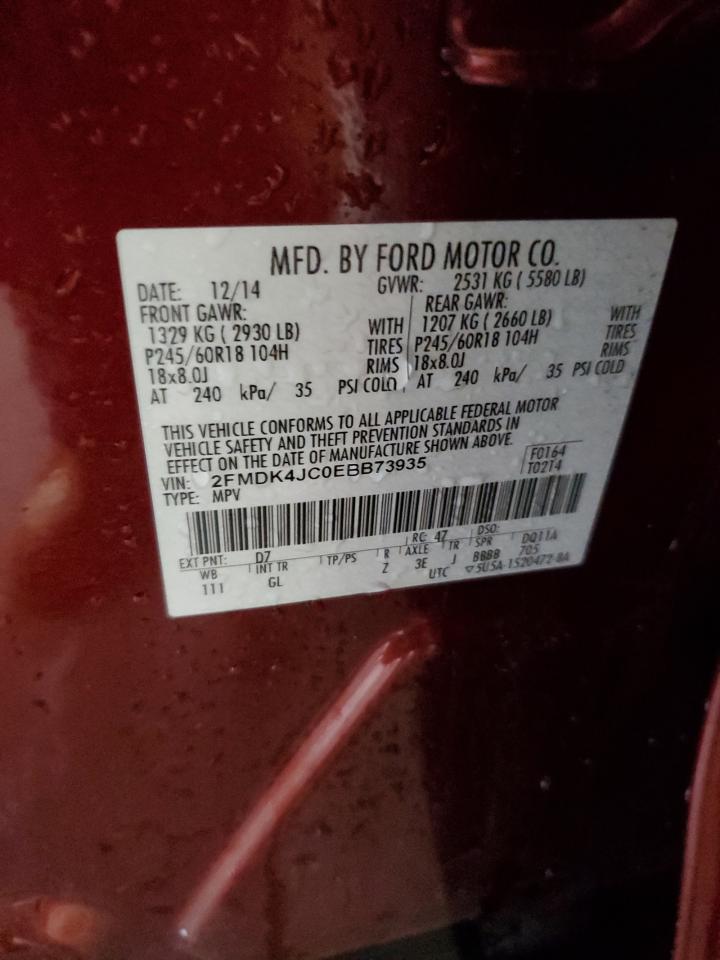 MFD. BY FORD MOTOR CO.
DATE: 12/14 GVWR: 2531 KG ( 5580 LB)
FRONT GAWR: REAR GAWR:
1329 KG ( 2930 LB) WITH 1207 KG ( 2660 LB) WITH
P245/60R18 104H TIRES P245/60R18 104H TIRES
18x8.0J RIMS 18x8.0J RIMS
AT 240 kPa/ 35 PSI COLD AT 240 kPa/ 35 PSI COLD
THIS VEHICLE CONFORMS TO ALL APPLICABLE FEDERAL MOTOR
VEHICLE SAFETY AND THEFT PREVENTION STANDARDS IN
EFFECT ON THE DATE OF MANUFACTURE SHOWN ABOVE.
VIN: 2FMDK4JC0EBB73935 F0164
TYPE: MPV T0214
EXT PNT: D7 RC: 47 DSO:
WB INT TR TP/PS R AXLE TR SPR DQ11A
111 GL Z 3E J BBBB 705
UTC ▽5U5A-1520472-BA